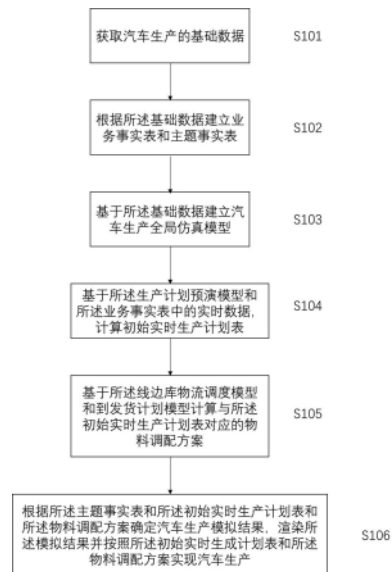 获取汽车生产的基础数据
S101
根据所述基础数据建立业
务事实表和主题事实表
S102
基于所述基础数据建立汽
车生产全局仿真模型
S103
基于所述生产计划预演模型和
所述业务事实表中的实时数据，
计算初始实时生产计划表
S104
基于所述线边库物流调度模型
和到发货计划模型计算与所述
初始实时生产计划表对应的物
料调配方案
S105
根据所述主题事实表和所述初始实时生产计划表和
所述物料调配方案确定汽车生产模拟结果，渲染所
述模拟结果并按照所述初始实时生成计划表和所述
物料调配方案实现汽车生产
S106